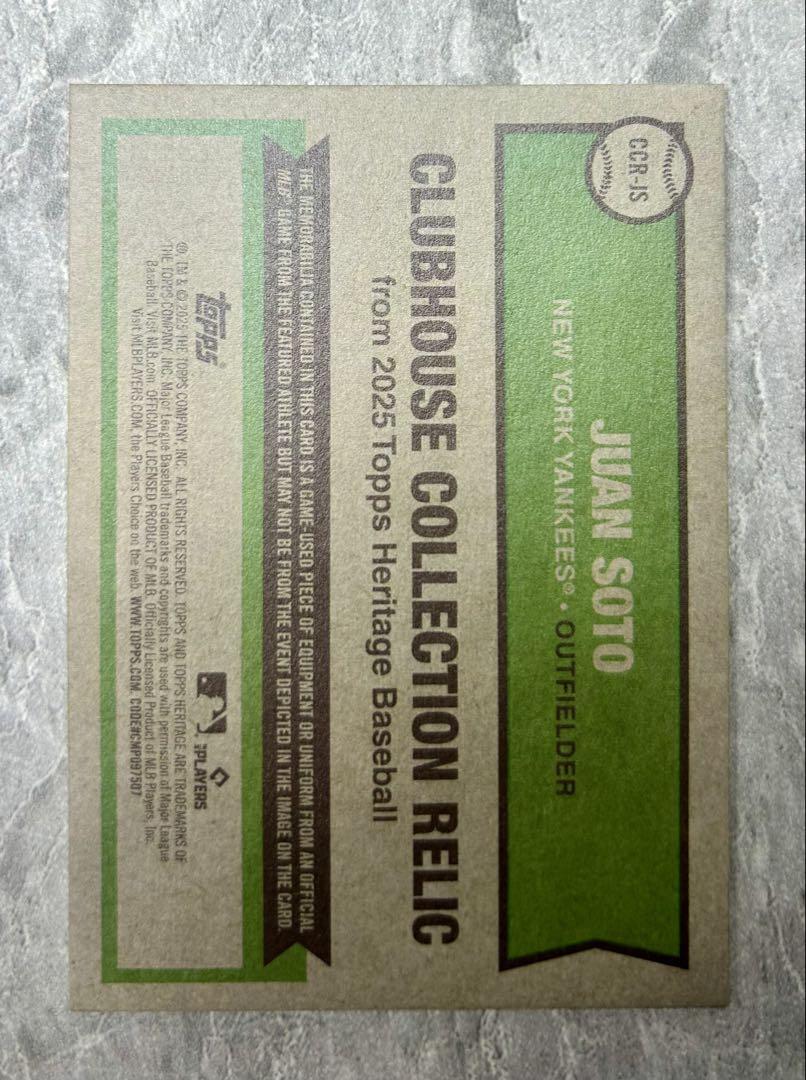 CCR-JS
JUAN SOTO
NEW YORK YANKEES® • OUTFIELDER
CLUBHOUSE COLLECTION RELIC
from 2025 Topps Heritage Baseball
THE MEMORABILIA CONTAINED IN THIS CARD IS A GAME-USED PIECE OF EQUIPMENT OR UNIFORM FROM AN OFFICIAL
MLB® GAME FROM THE FEATURED ATHLETE BUT MAY NOT BE FROM THE EVENT DEPICTED IN THE IMAGE ON THE CARD.
topps
PLAYERS
®, TM & © 2025 THE TOPPS COMPANY, INC. ALL RIGHTS RESERVED. TOPPS AND TOPPS HERITAGE ARE TRADEMARKS OF
THE TOPPS COMPANY, INC. Major League Baseball trademarks and copyrights are used with permission of Major League
Baseball. Visit MLB.com. OFFICIALLY LICENSED PRODUCT OF MLB. Officially Licensed Product of MLB Players, Inc.
Visit MLBPLAYERS.COM, the Players Choice on the web. WWW.TOPPS.COM. CODE#CMP097507